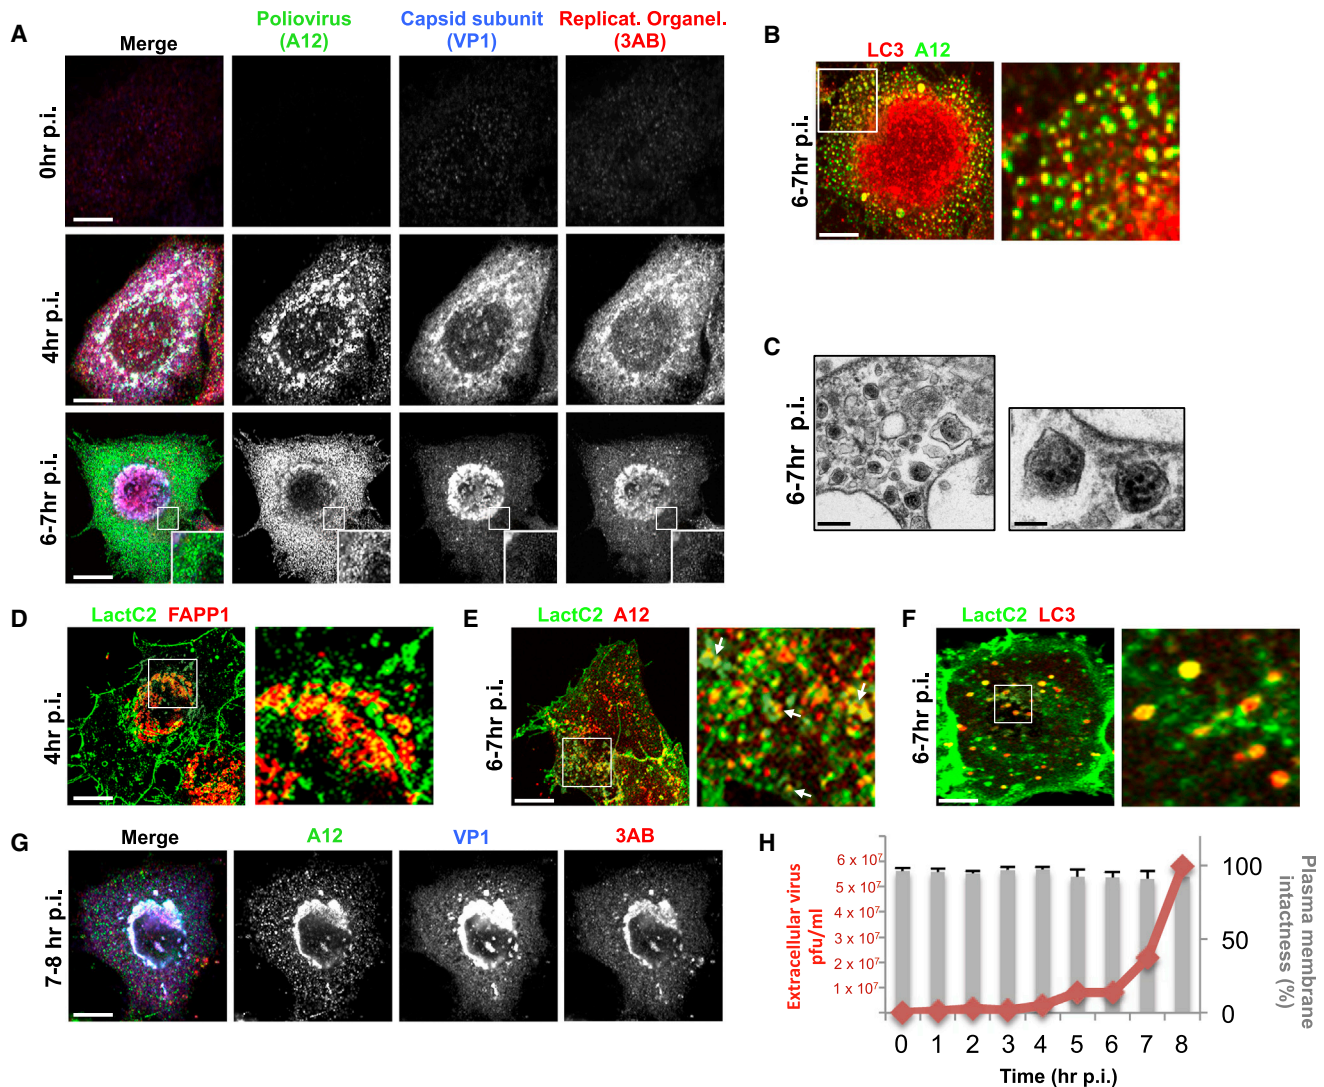 A
Merge
Poliovirus
(A12)
Capsid subunit
(VP1)
Replicat. Organel.
(3AB)
0hr p.i.
4hr p.i.
6-7hr p.i.
B
LC3 A12
6-7hr p.i.
C
6-7hr p.i.
D
LactC2 FAPP1
4hr p.i.
E
LactC2 A12
6-7hr p.i.
F
LactC2 LC3
6-7hr p.i.
G
Merge
A12
VP1
3AB
7-8 hr p.i.
H
Extracellular virus
pfu/ml
6 x 10⁷
5 x 10⁷
4 x 10⁷
3 x 10⁷
2 x 10⁷
1 x 10⁷
100
50
0
Plasma membrane
intactness (%)
0 1 2 3 4 5 6 7 8
Time (hr p.i.)